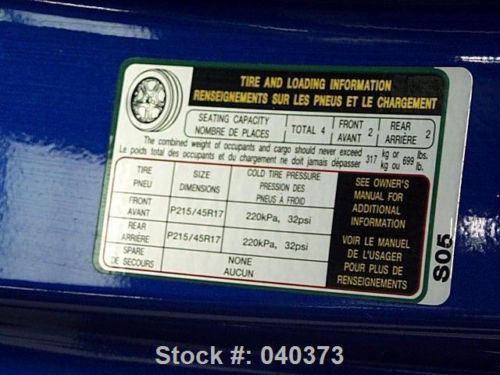 TIRE AND LOADING INFORMATION
RENSEIGNEMENTS SUR LES PNEUS ET LE CHARGEMENT
SEATING CAPACITY
NOMBRE DE PLACES
TOTAL 4
FRONT
AVANT
2
REAR
ARRIÈRE
2
The combined weight of occupants and cargo should never exceed
Le poids total des occupants et du chargement ne doit jamais dépasser
317 kg or 699 lbs.
kg ou lb.
TIRE
PNEU
SIZE
DIMENSIONS
COLD TIRE PRESSURE
PRESSION DES
PNEUS A FROID
FRONT
AVANT
P215/45R17
220kPa, 32psi
REAR
ARRIÈRE
P215/45R17
220kPa, 32psi
SPARE
DE SECOURS
NONE
AUCUN
SEE OWNER'S
MANUAL FOR
ADDITIONAL
INFORMATION
VOIR LE MANUEL
DE L'USAGER
POUR PLUS DE
RENSEIGNEMENTS
S05
Stock #: 040373